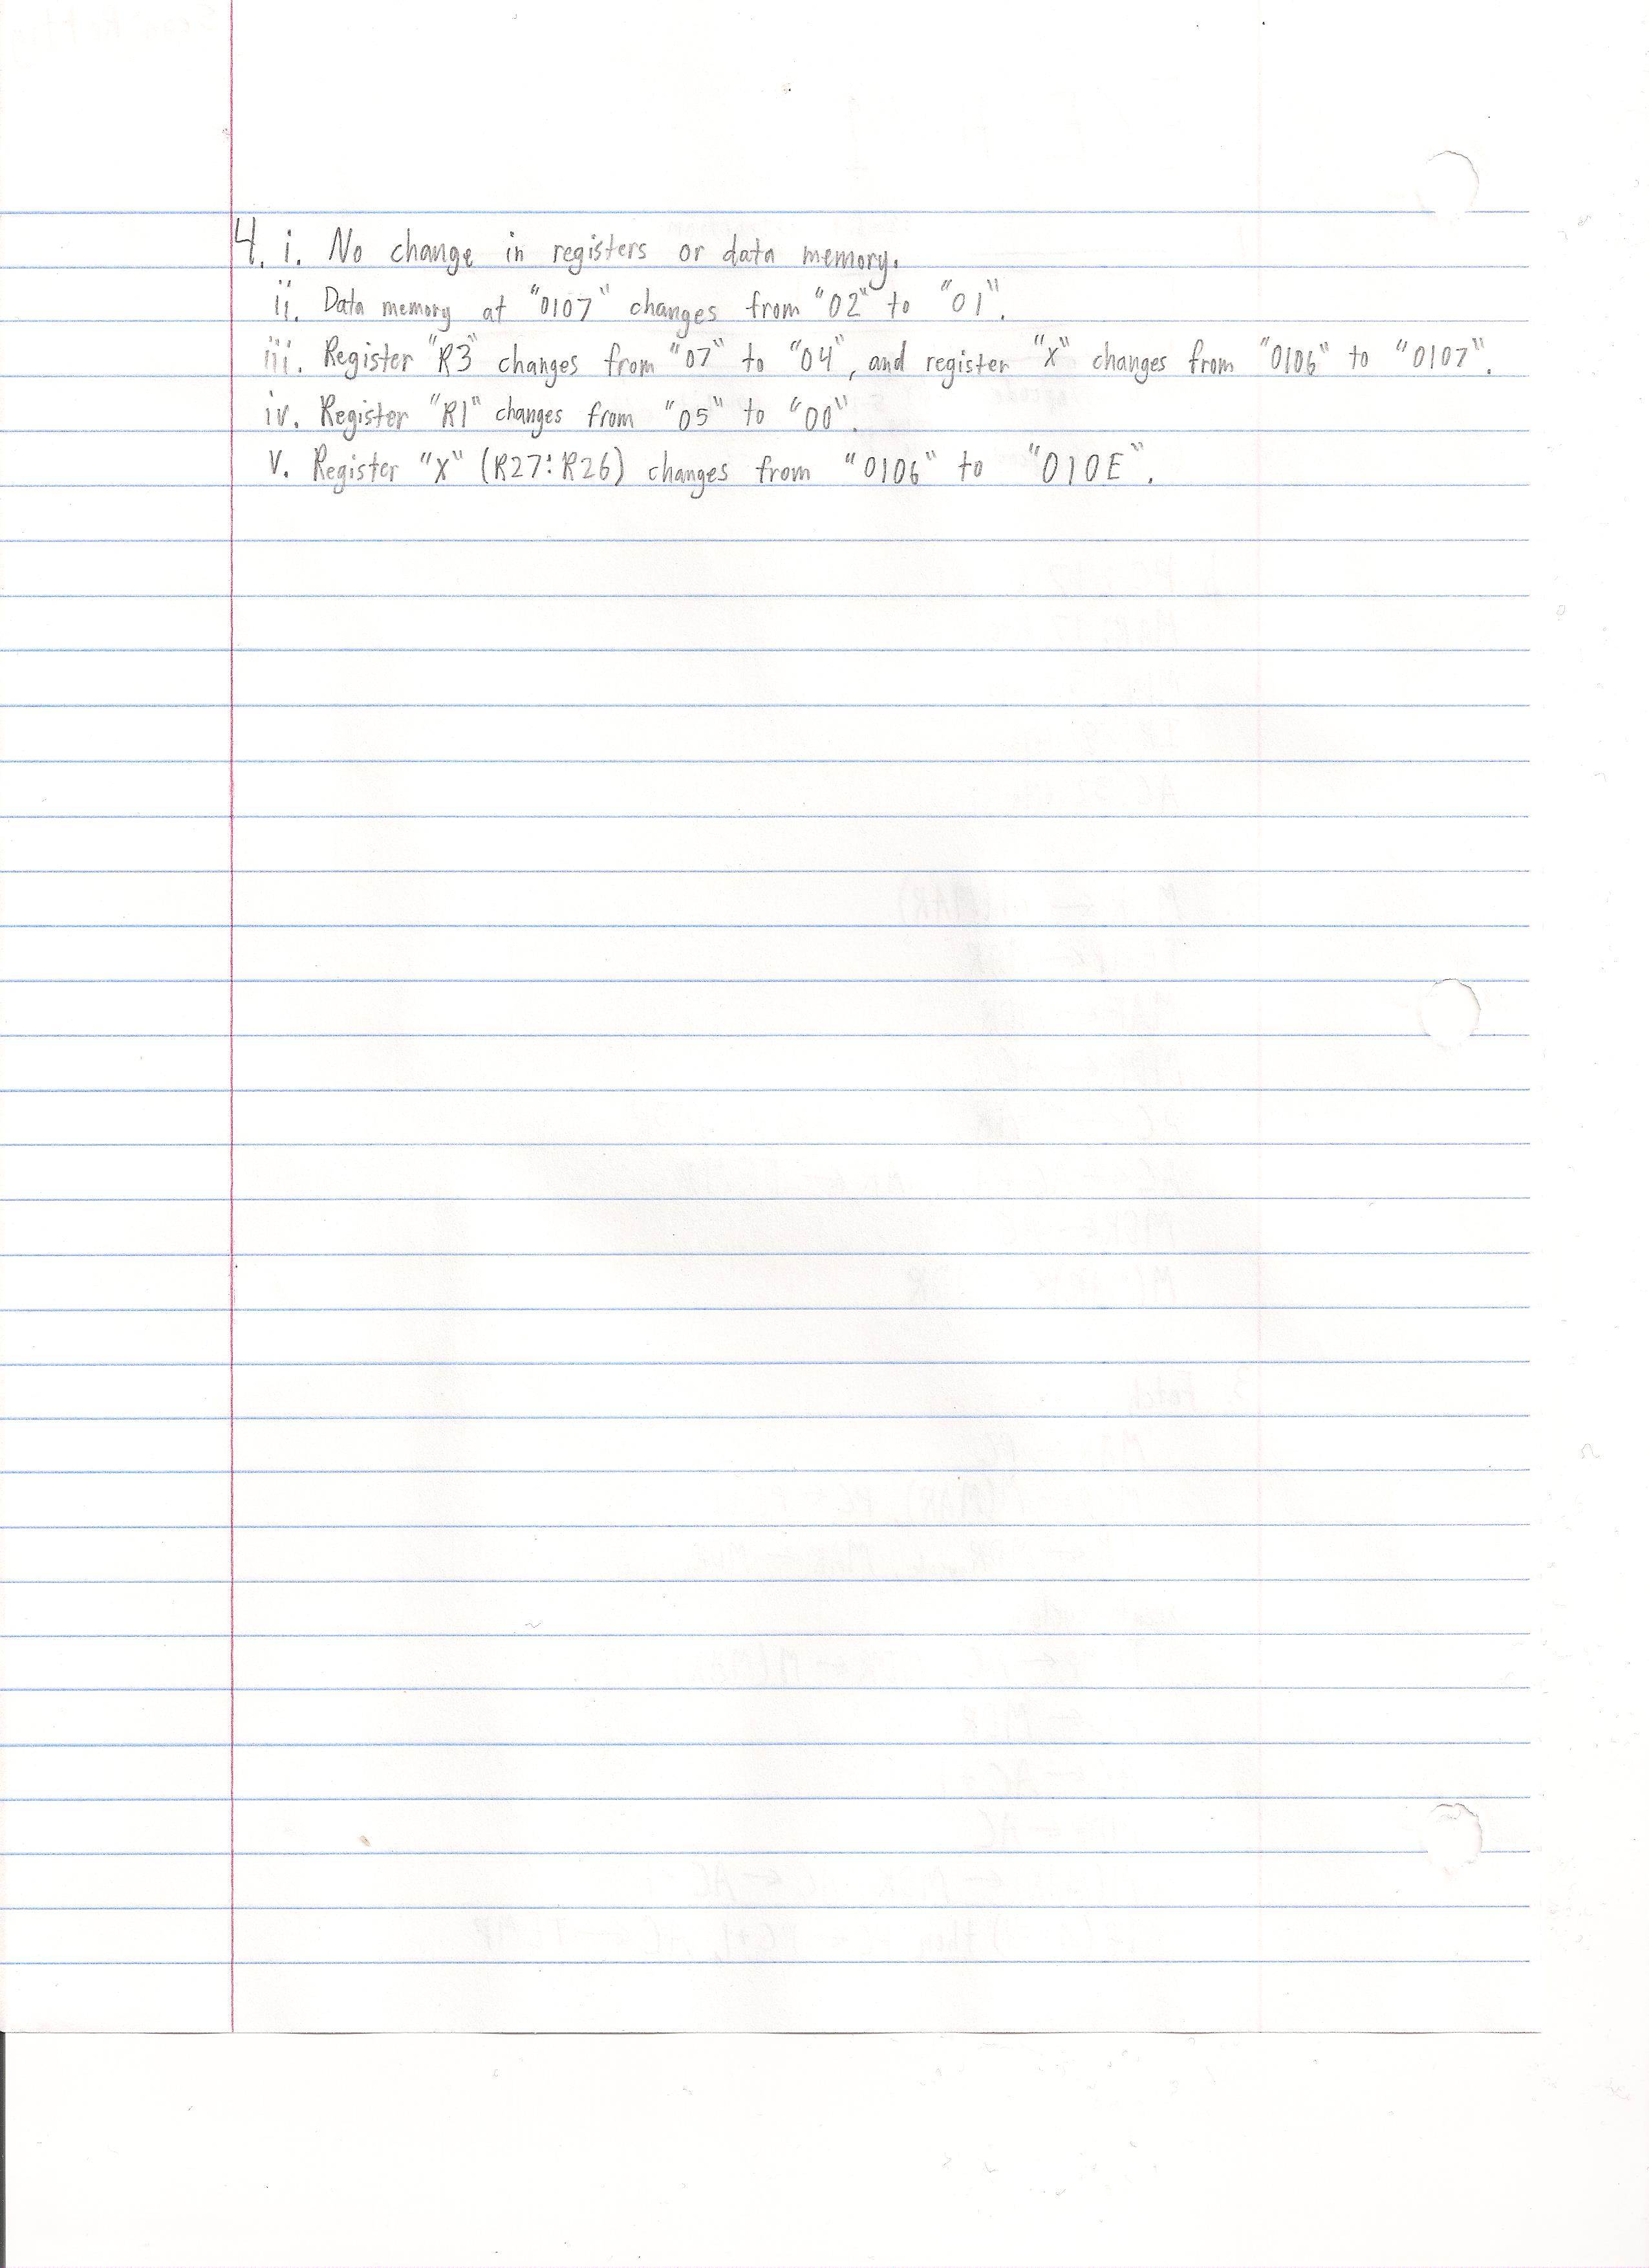 4. i. No change in registers or data memory.
ii. Data memory at "0107" changes from "02" to "01".
iii. Register "R3" changes from "07" to "04", and register "X" changes from "0106" to "0107".
iv. Register "R1" changes from "05" to "00".
v. Register "X" (R27:R26) changes from "0106" to "010E".